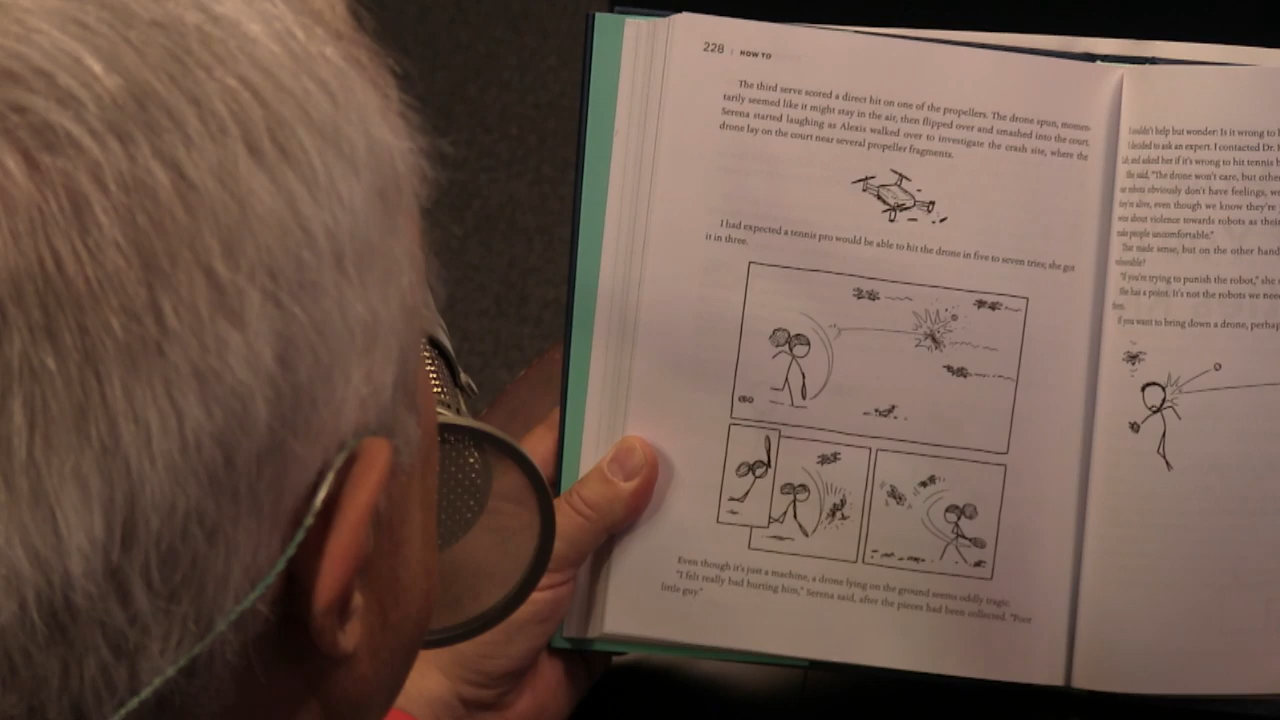 228 | HOW TO
The third serve scored a direct hit on one of the propellers. The drone spun, momen-
tarily seemed like it might stay in the air, then flipped over and smashed into the court.
Serena started laughing as Alexis walked over to investigate the crash site, where the
drone lay on the court near several propeller fragments.
I had expected a tennis pro would be able to hit the drone in five to seven tries; she got
it in three.
Even though it's just a machine, a drone lying on the ground seems oddly tragic.
"I felt really bad hurting him," Serena said, after the pieces had been collected. "Poor
little guy."
couldn't help but wonder: Is it wrong to
I decided to ask an expert. I contacted Dr.
Lab, and asked her if it's wrong to hit tennis
She said, "The drone won't care, but other
robots obviously don't have feelings, we
they're alive, even though we know they're
about violence towards robots as their
make people uncomfortable."
That made sense, but on the other hand
"If you're trying to punish the robot," she
She has a point. It's not the robots we need
If you want to bring down a drone, perhap